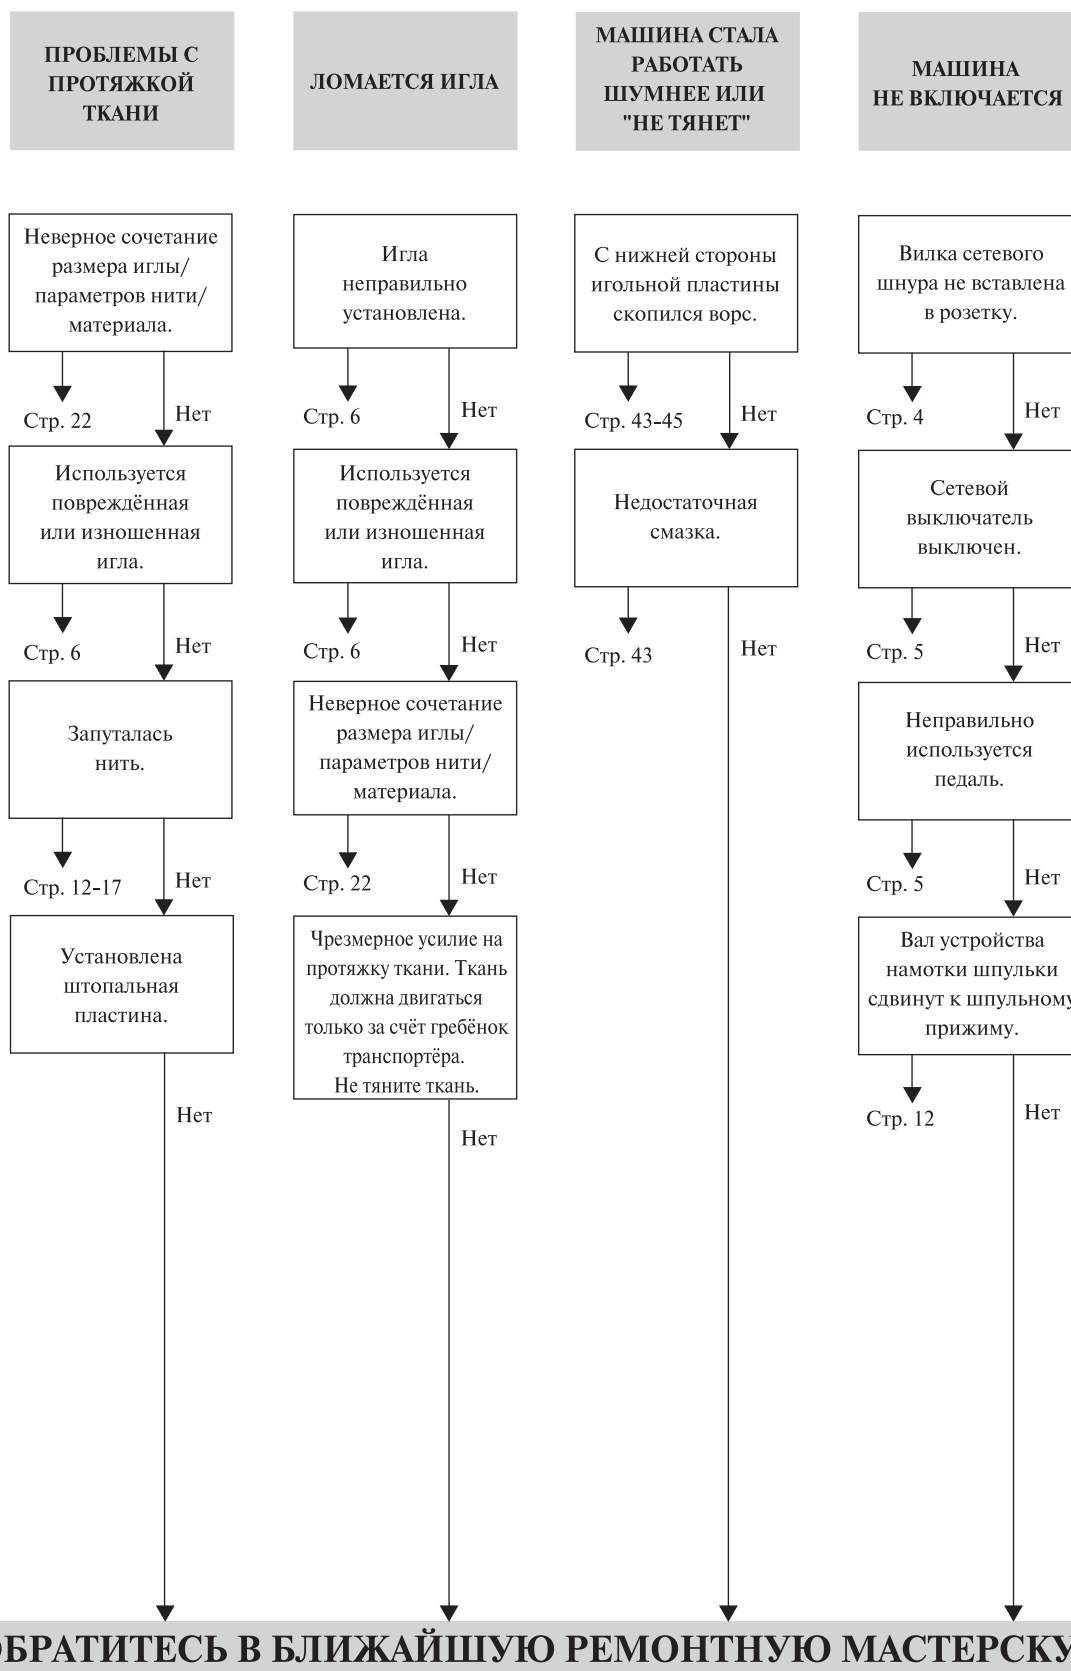 ПРОБЛЕМЫ С
ПРОТЯЖКОЙ
ТКАНИ
Неверное сочетание
размера иглы/
параметров нити/
материала.
Стр. 22
Нет
Используется
повреждённая
или изношенная
игла.
Стр. 6
Нет
Запуталась
нить.
Стр. 12-17
Нет
Установлена
штопальная
пластина.
Нет
ЛОМАЕТСЯ ИГЛА
Игла
неправильно
установлена.
Стр. 6
Нет
Используется
повреждённая
или изношенная
игла.
Стр. 6
Нет
Неверное сочетание
размера иглы/
параметров нити/
материала.
Стр. 22
Нет
Чрезмерное усилие на
протяжку ткани. Ткань
должна двигаться
только за счёт гребёнок
транспортёра.
Не тяните ткань.
Нет
МАШИНА СТАЛА
РАБОТАТЬ
ШУМНЕЕ ИЛИ
"НЕ ТЯНЕТ"
С нижней стороны
игольной пластины
скопился ворс.
Стр. 43-45
Нет
Недостаточная
смазка.
Стр. 43
Нет
МАШИНА
НЕ ВКЛЮЧАЕТСЯ
Вилка сетевого
шнура не вставлена
в розетку.
Стр. 4
Нет
Сетевой
выключатель
выключен.
Стр. 5
Нет
Неправильно
используется
педаль.
Стр. 5
Нет
Вал устройства
намотки шпульки
сдвинут к шпульному
прижиму.
Стр. 12
Нет
ОБРАТИТЕСЬ В БЛИЖАЙШУЮ РЕМОНТНУЮ МАСТЕРСКУ